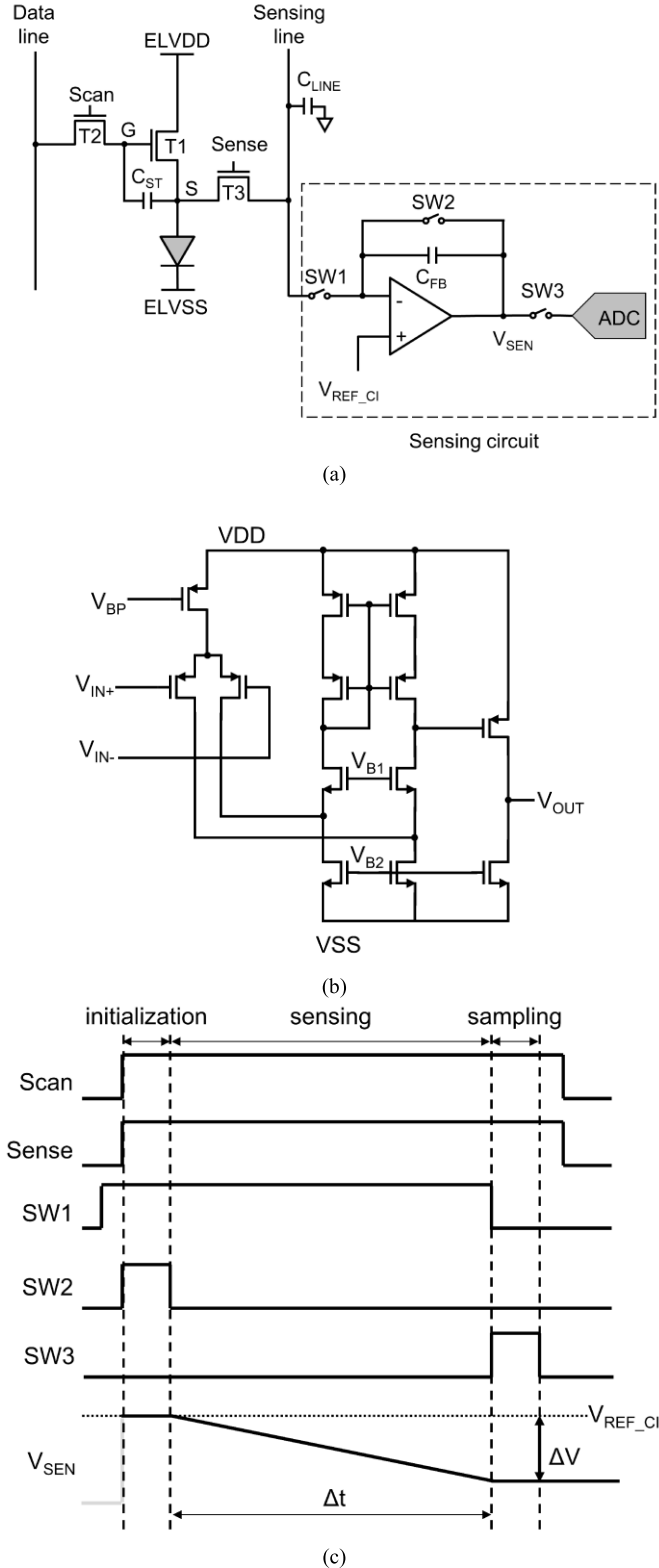 Data line
Sensing line
ELVDD
Scan
C_LINE
T2
G
T1
Sense
C_ST
S
T3
SW2
SW1
C_FB
SW3
ELVSS
-
+
ADC
V_SEN
V_REF_CI
Sensing circuit
(a)
VDD
V_BP
V_IN+
V_IN-
V_B1
V_OUT
V_B2
VSS
(b)
initialization sensing sampling
Scan
Sense
SW1
SW2
SW3
V_REF_CI
V_SEN
ΔV
Δt
(c)